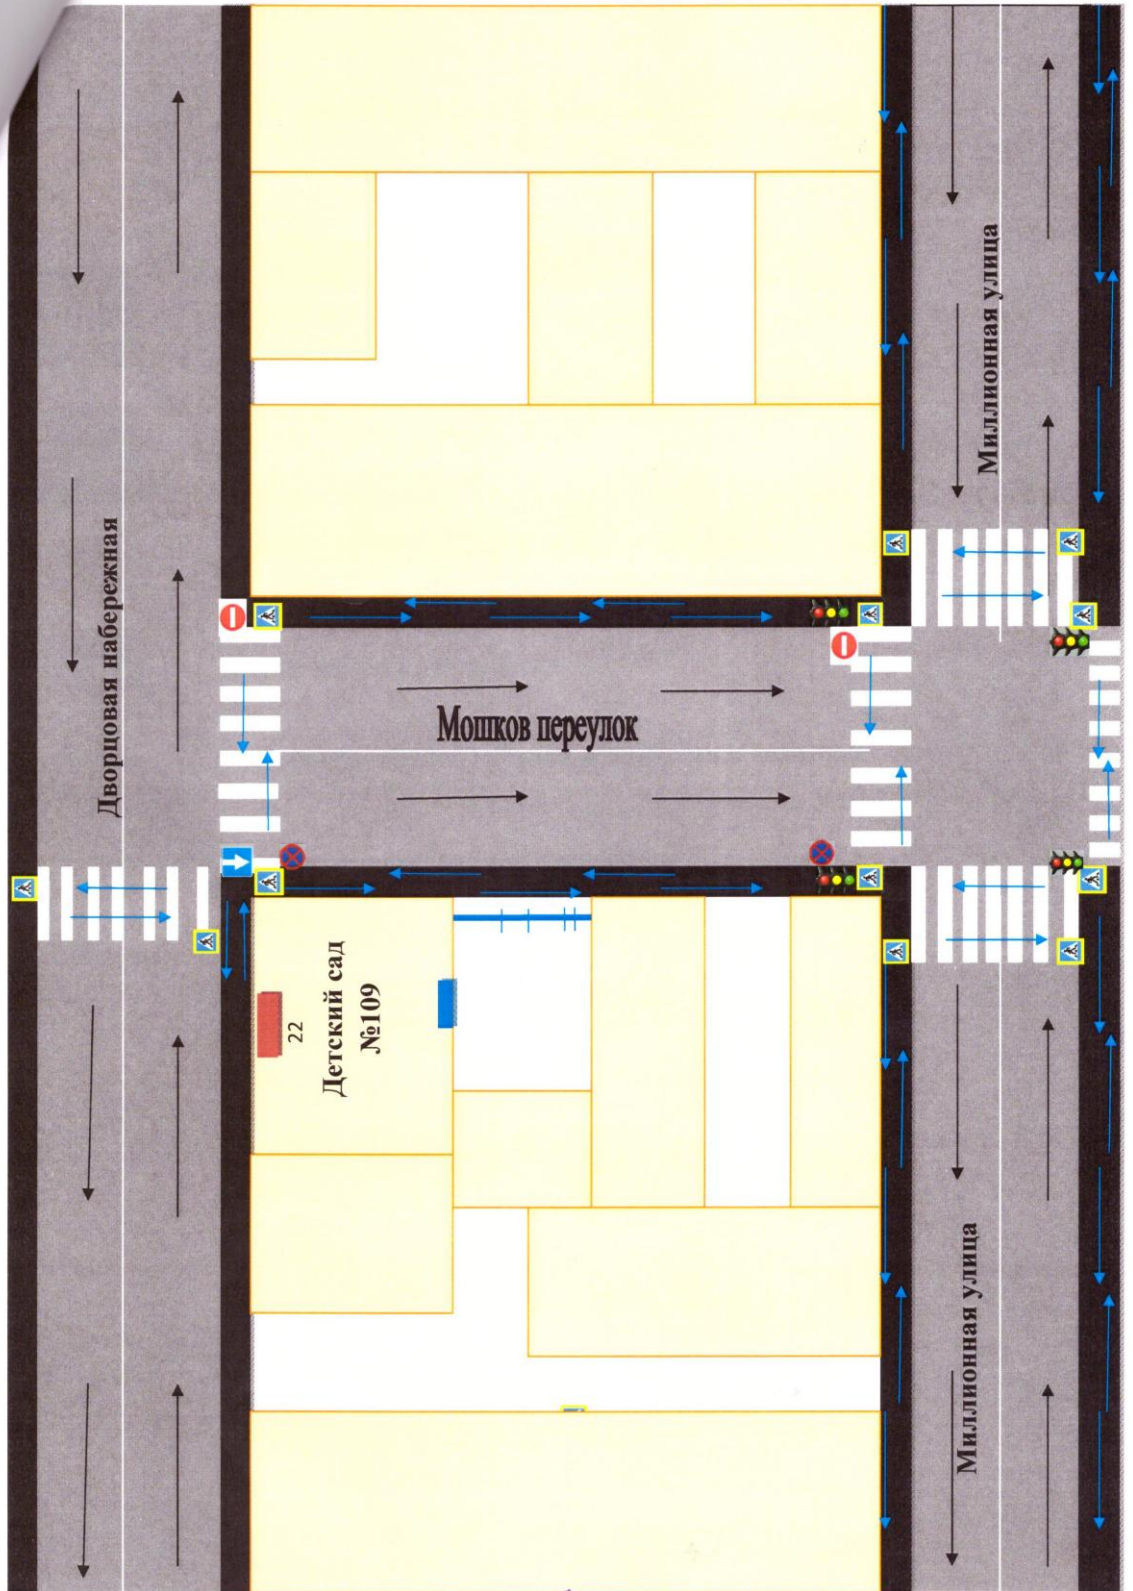 Дворцовая набережная
Мошков переулок
Миллионная улица
22
Детский сад
№109
Миллионная улица